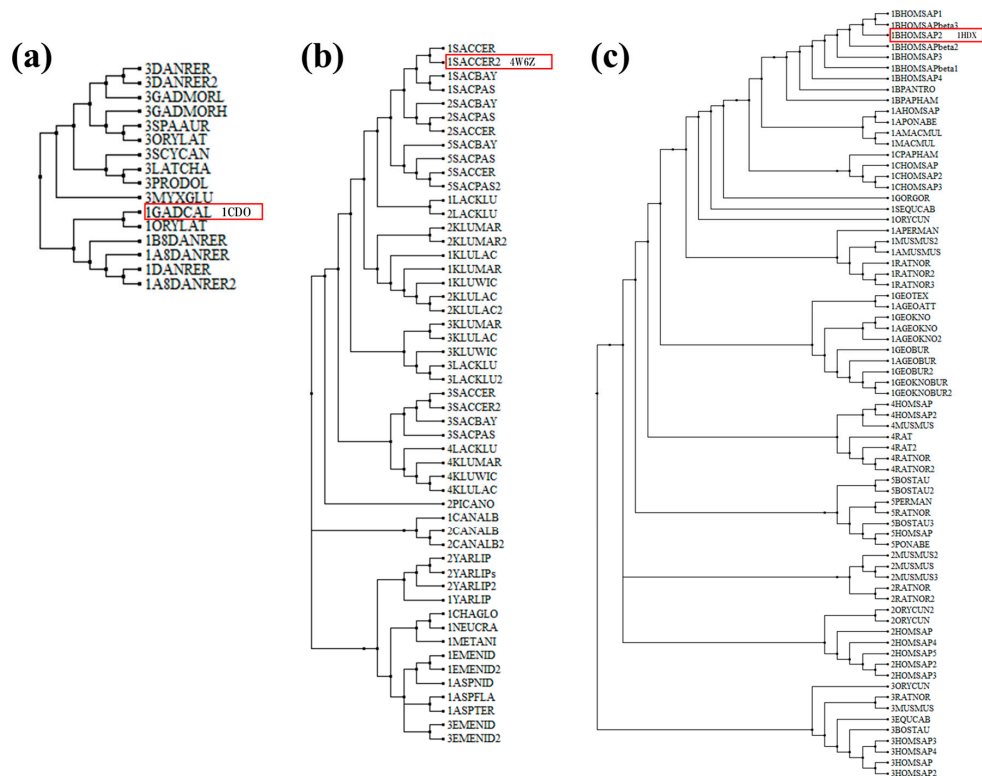 (a)
3DANRER
3DANRER2
3GADMORL
3GADMORH
3SPAAUR
3ORYLAT
3SCYCAN
3LATCHA
3PRODOL
3MYXGLU
1GADCAL 1CDO
1ORYLAT
1B8DANRER
1A8DANRER
1DANRER
1A8DANRER2
(b)
1SACCER
1SACCER2 4W6Z
1SACBAY
1SACPAS
2SACBAY
2SACPAS
2SACCER
5SACBAY
5SACPAS
5SACCER
5SACPAS2
1LACKLU
2LACKLU
2KLUMAR
2KLUMAR2
1KLULAC
1KLUMAR
1KLUWIC
2KLULAC
2KLULAC2
3KLUMAR
3KLULAC
3KLUWIC
3LACKLU
3LACKLU2
3SACCER
3SACCER2
3SACBAY
3SACPAS
4LACKLU
4KLUMAR
4KLUWIC
4KLULAC
2PICANO
1CANALB
2CANALB
2CANALB2
2YARLIP
2YARLIPs
2YARLIP2
1YARLIP
1CHAGLO
1NEUCRA
1METANI
1EMENID
1EMENID2
1ASPNID
1ASPFLA
1ASPTER
3EMENID
3EMENID2
(c)
1BHOMSAP1
1BHOMSAPbeta3
1BHOMSAP2 1HDX
1BHOMSAPbeta2
1BHOMSAP3
1BHOMSAPbeta1
1BHOMSAP4
1BPANTRO
1BPAPHAM
1AHOMSAP
1APONABE
1AMACMUL
1MACMUL
1CPAPHAM
1CHOMSAP
1CHOMSAP2
1CHOMSAP3
1GORGOR
1SEQUCAB
1ORYCUN
1APERMAN
1MUSMUS2
1AMUSMUS
1RATNOR
1RATNOR2
1RATNOR3
1GEOTEX
1AGEOATT
1GEOKNO
1AGEOKNO
1AGEOKNO2
1GEOBUR
1AGEOBUR
1GEOBUR2
1GEOKNOBUR
1GEOKNOBUR2
4HOMSAP
4HOMSAP2
4MUSMUS
4RAT
4RAT2
4RATNOR
4RATNOR2
5BOSTAU
5BOSTAU2
5PERMAN
5RATNOR
5BOSTAU3
5HOMSAP
5PONABE
2MUSMUS2
2MUSMUS
2MUSMUS3
2RATNOR
2RATNOR2
2ORYCUN2
2ORYCUN
2HOMSAP
2HOMSAP4
2HOMSAP5
2HOMSAP2
2HOMSAP3
3ORYCUN
3RATNOR
3MUSMUS
3EQUCAB
3BOSTAU
3HOMSAP3
3HOMSAP4
3HOMSAP
3HOMSAP2